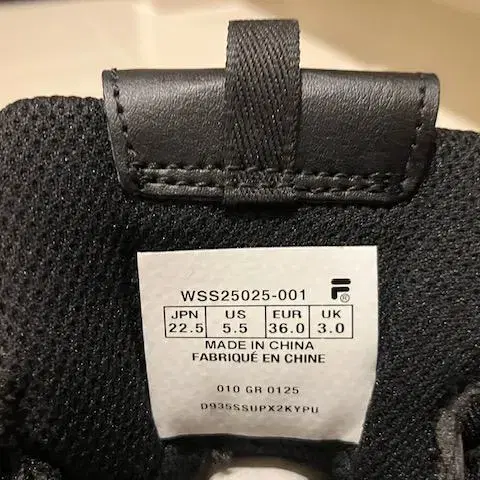 WSS25025-001
JPN US EUR UK
22.5 5.5 36.0 3.0
MADE IN CHINA
FABRIQUÉ EN CHINE
010 GR 0125
D935SSUPX2KYPU